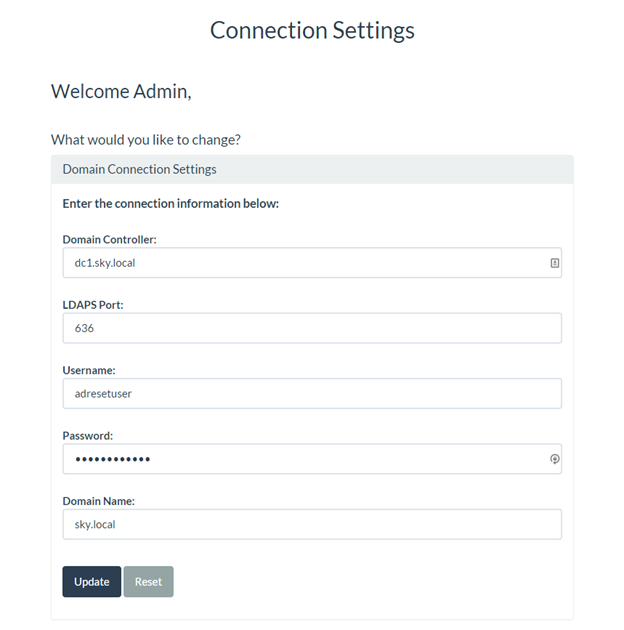 Connection Settings
Welcome Admin,
What would you like to change?
Domain Connection Settings
Enter the connection information below:
Domain Controller:
dc1.sky.local
LDAPS Port:
636
Username:
adresetuser
Password:
••••••••••••
Domain Name:
sky.local
Update Reset